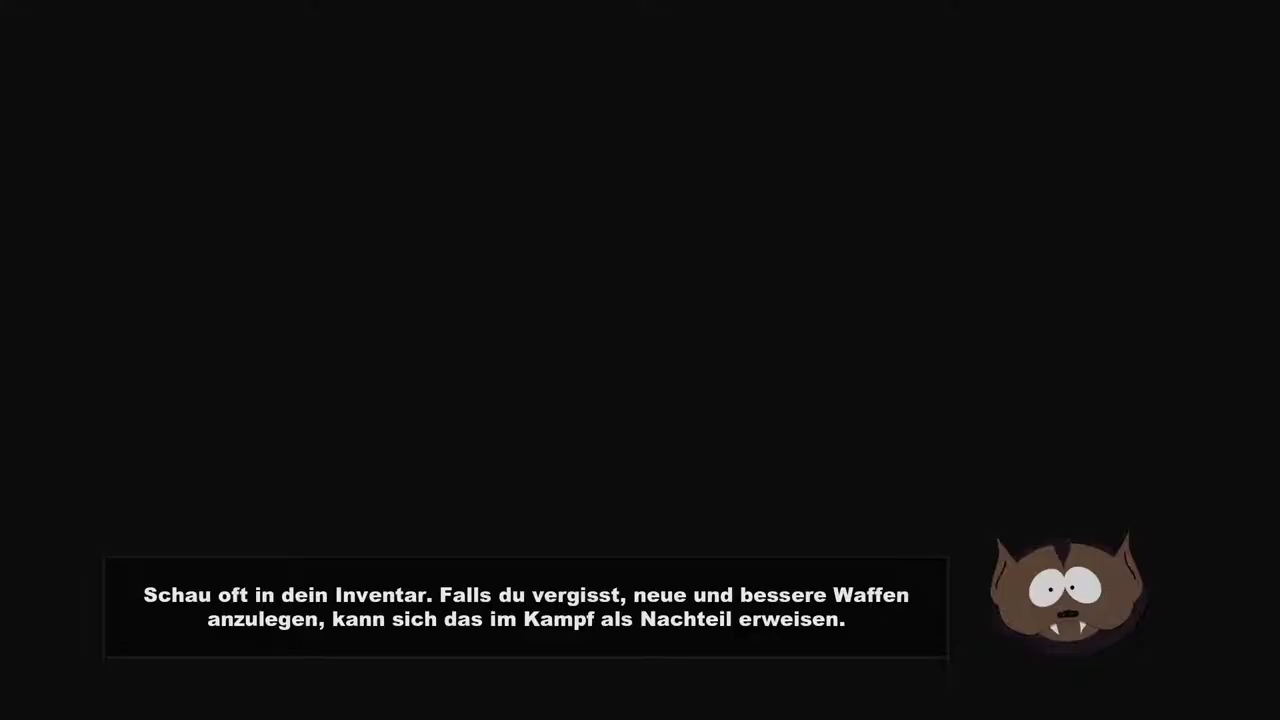 Schau oft in dein Inventar. Falls du vergisst, neue und bessere Waffen
anzulegen, kann sich das im Kampf als Nachteil erweisen.